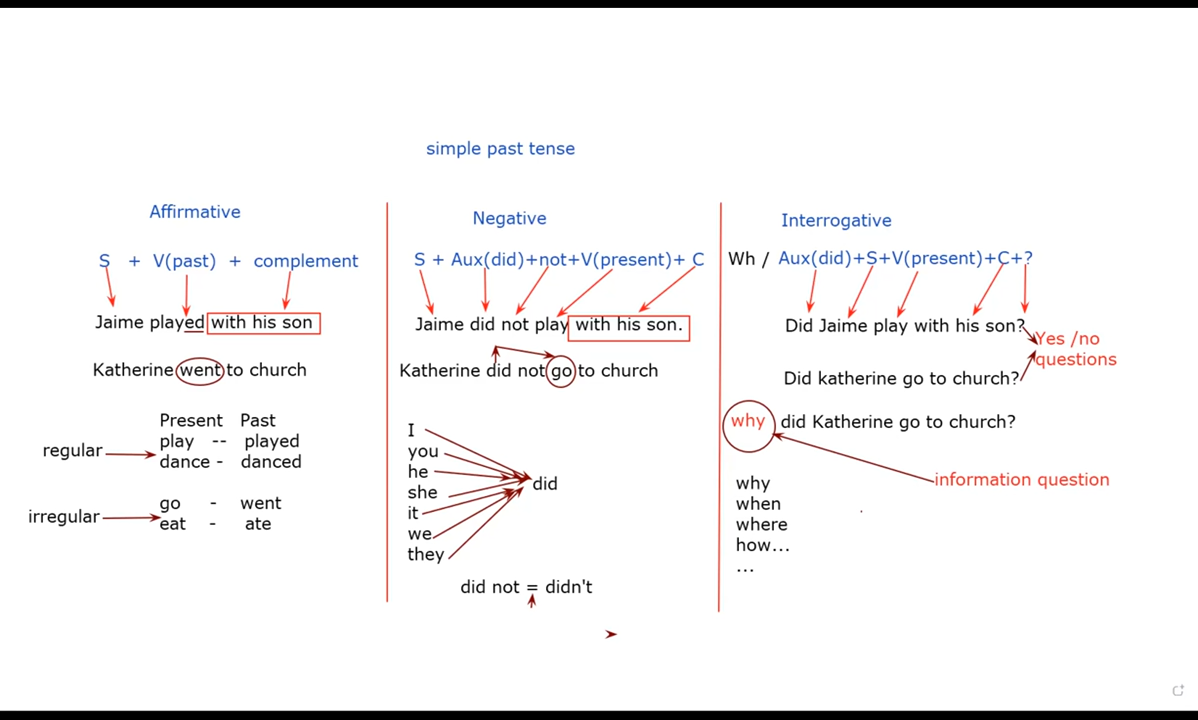 simple past tense
Affirmative
S + V(past) + complement
Jaime played with his son
Katherine went to church
Present Past
regular
play -- played
dance - danced
irregular
go - went
eat - ate
Negative
S + Aux(did)+not+V(present)+ C
Jaime did not play with his son.
Katherine did not go to church
I
you
he
she
it
we
they
did
did not = didn't
Interrogative
Wh / Aux(did)+S+V(present)+C+?
Did Jaime play with his son?
Yes /no
questions
Did katherine go to church?
why did Katherine go to church?
information question
why
when
where
how...
...